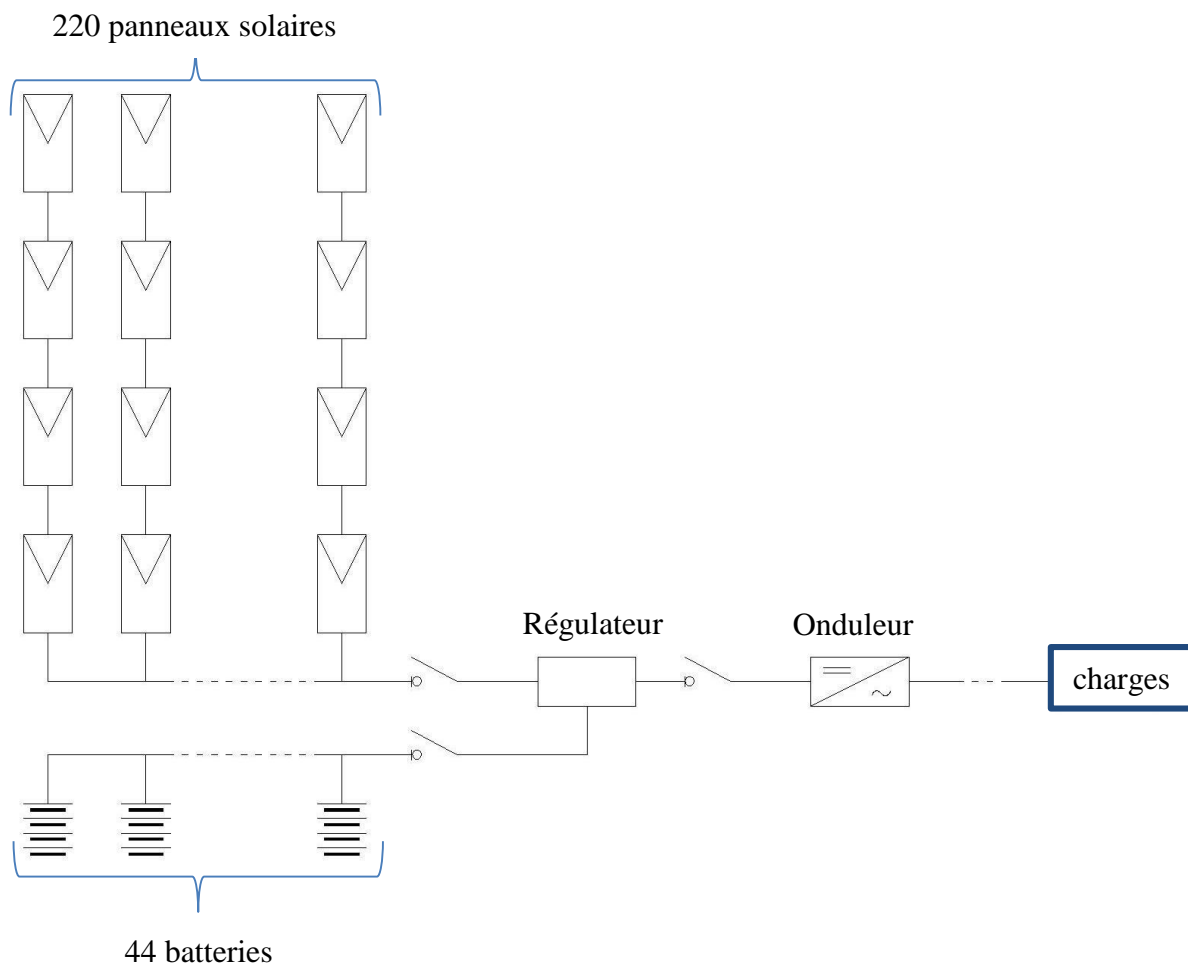 220 panneaux solaires
Régulateur
Onduleur
charges
44 batteries